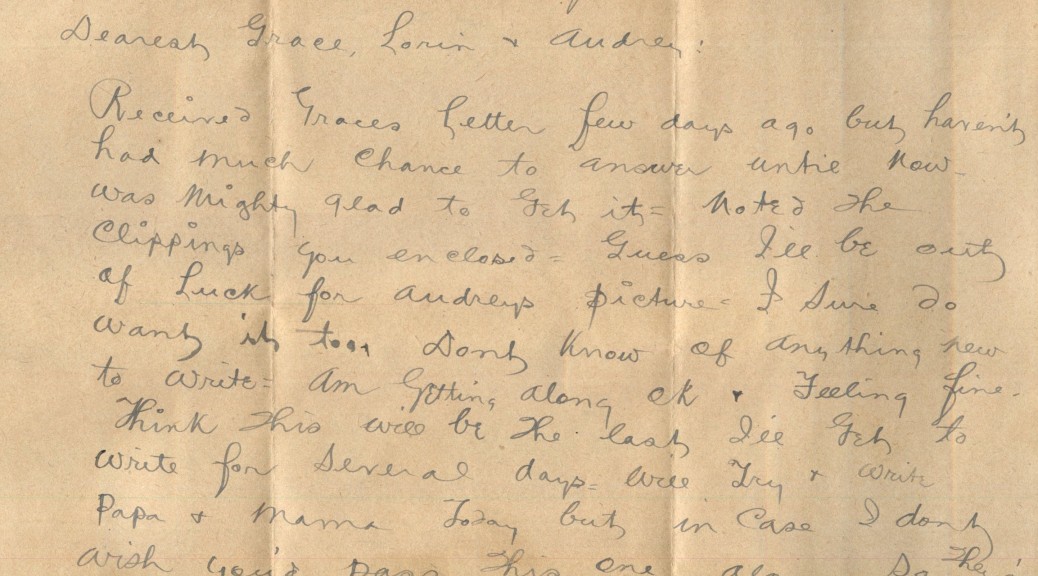 Dearest Grace, Lorin & Audrey:
Received Graces letter few days ago but haven't
had much chance to answer until now -
was mighty glad to get it = Noted the
Clippings you enclosed = Guess I'll be out
of Luck for Audreys picture = I sure do
want it too, Dont know of anything new
to write = Am getting along ok & Feeling fine.
Think this will be the last I'll get to
write for several days = Will Try & write
Papa & Mama Today but in case I dont
wish you'd pass this one along So they'